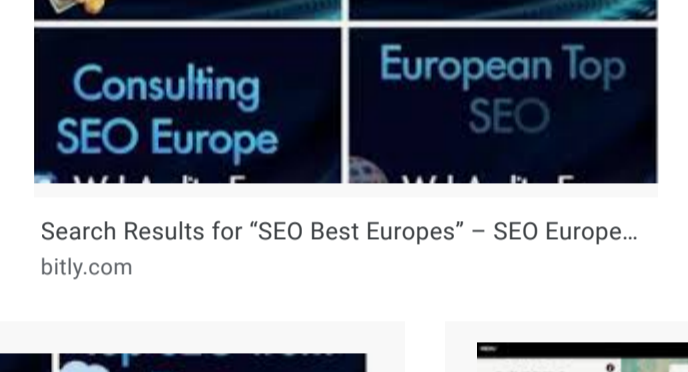 Consulting
SEO Europe
European Top
SEO
Search Results for “SEO Best Europes” – SEO Europe...
bitly.com